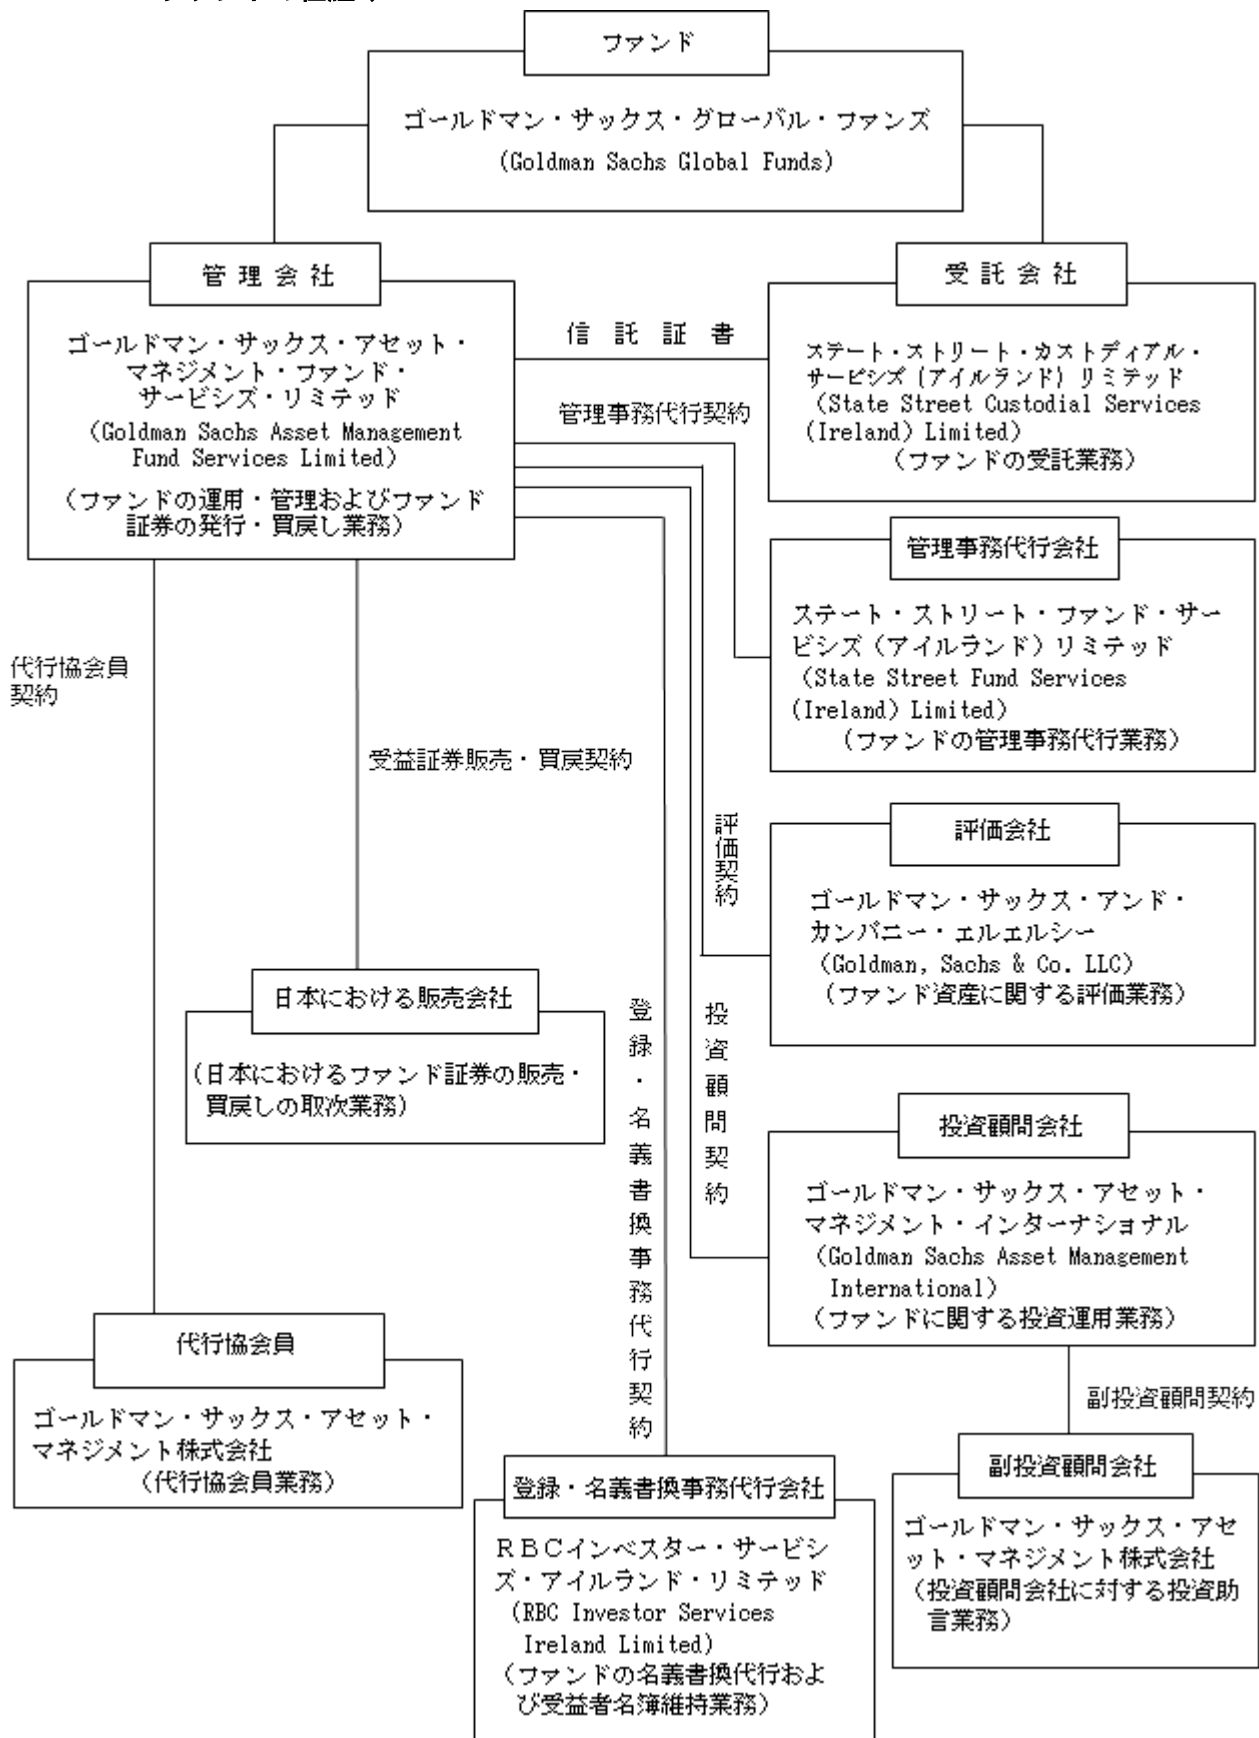 ファンド
ゴールドマン・サックス・グローバル・ファンズ
(Goldman Sachs Global Funds)
管 理 会 社
ゴールドマン・サックス・アセット・
マネジメント・ファンド・
サービシズ・リミテッド
(Goldman Sachs Asset Management
Fund Services Limited)
(ファンドの運用・管理およびファンド
証券の発行・買戻し業務)
信 託 証 書
管理事務代行契約
受 託 会 社
ステート・ストリート・カストディアル・
サービシズ(アイルランド)リミテッド
(State Street Custodial Services
(Ireland) Limited)
(ファンドの受託業務)
管理事務代行会社
ステート・ストリート・ファンド・サー
ビシズ(アイルランド)リミテッド
(State Street Fund Services
(Ireland) Limited)
(ファンドの管理事務代行業務)
代行協会員
契約
受益証券販売・買戻契約
評価契約
評価会社
ゴールドマン・サックス・アンド・
カンパニー・エルエルシー
(Goldman, Sachs & Co. LLC)
(ファンド資産に関する評価業務)
日本における販売会社
(日本におけるファンド証券の販売・
買戻しの取次業務)
登録・名義書換事務代行契約
投資顧問契約
投資顧問会社
ゴールドマン・サックス・アセット・
マネジメント・インターナショナル
(Goldman Sachs Asset Management
International)
(ファンドに関する投資運用業務)
副投資顧問契約
代行協会員
ゴールドマン・サックス・アセット・
マネジメント株式会社
(代行協会員業務)
登録・名義書換事務代行会社
RBCインベスター・サービシ
ズ・アイルランド・リミテッド
(RBC Investor Services
Ireland Limited)
(ファンドの名義書換代行およ
び受益者名簿維持業務)
副投資顧問会社
ゴールドマン・サックス・アセ
ット・マネジメント株式会社
(投資顧問会社に対する投資助
言業務)